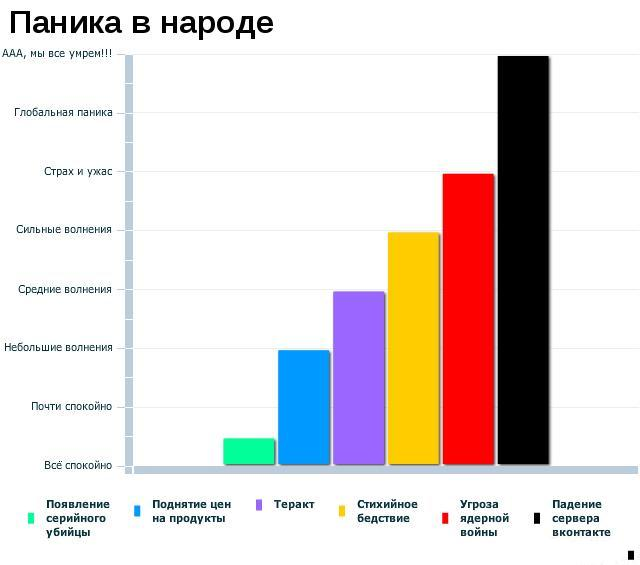 Паника в народе
ААА, мы все умрем!!!
Глобальная паника
Страх и ужас
Сильные волнения
Средние волнения
Небольшие волнения
Почти спокойно
Всё спокойно
Появление
серийного
убийцы
Поднятие цен
на продукты
Теракт
Стихийное
бедствие
Угроза
ядерной
войны
Падение
сервера
вконтакте